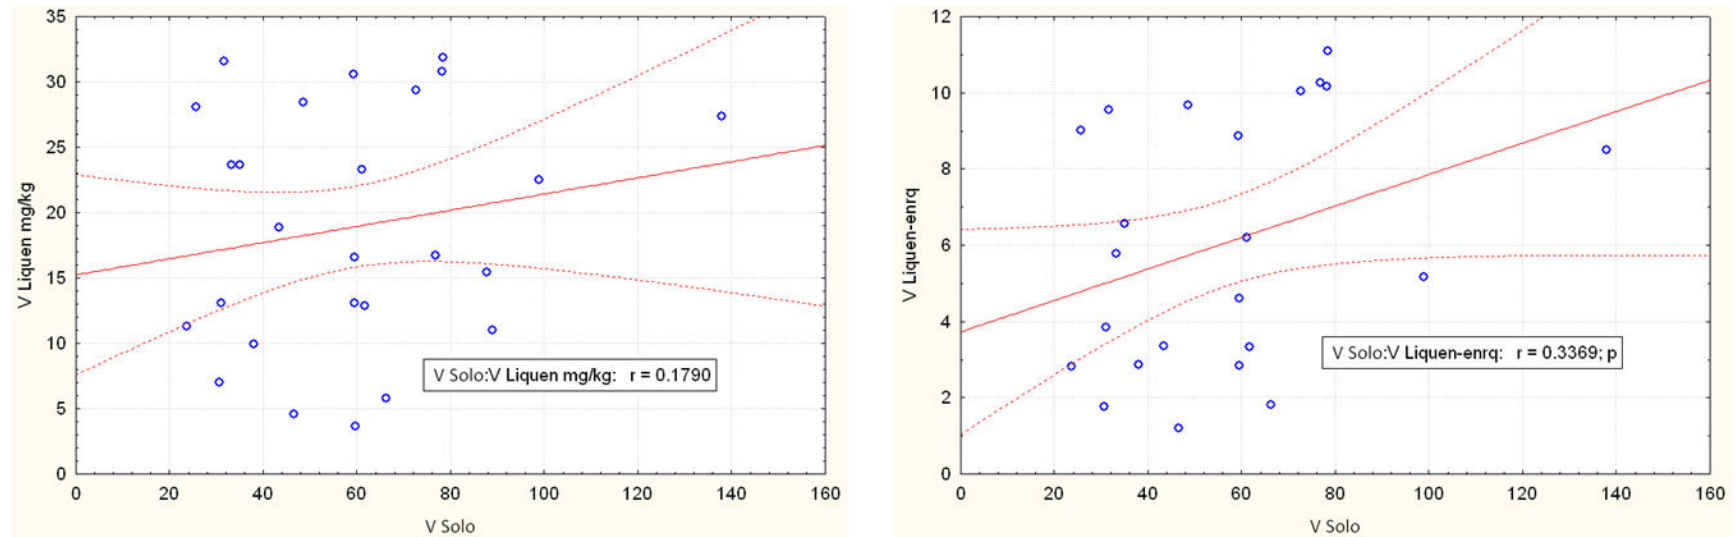 35
30
25
20
15
10
5
0
V Liquen mg/kg
V Solo:V Liquen mg/kg: r = 0.1790
0 20 40 60 80 100 120 140 160
V Solo
12
10
8
6
4
2
0
V Liquen-enrq
V Solo:V Liquen-enrq: r = 0.3369; p
0 20 40 60 80 100 120 140 160
V Solo